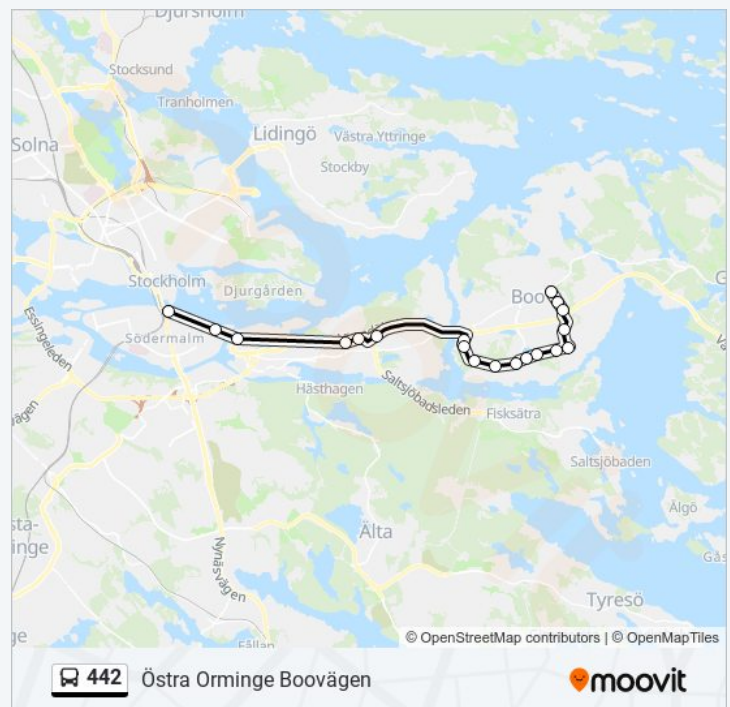 Djursholm
Stocksund
Tranholmen
Lidingö
Solna
Västra Yttringe
Stockby
Stockholm
Djurgården
Boo
Essingeleden
Södermalm
Hästhagen
Saltsjöbadsleden
Fisksätra
Saltsjöbaden
Älgö
Nynäsvägen
Älta
Tyresö
© OpenStreetMap contributors | © OpenMapTiles
442 Östra Orminge Boovägen
moovit